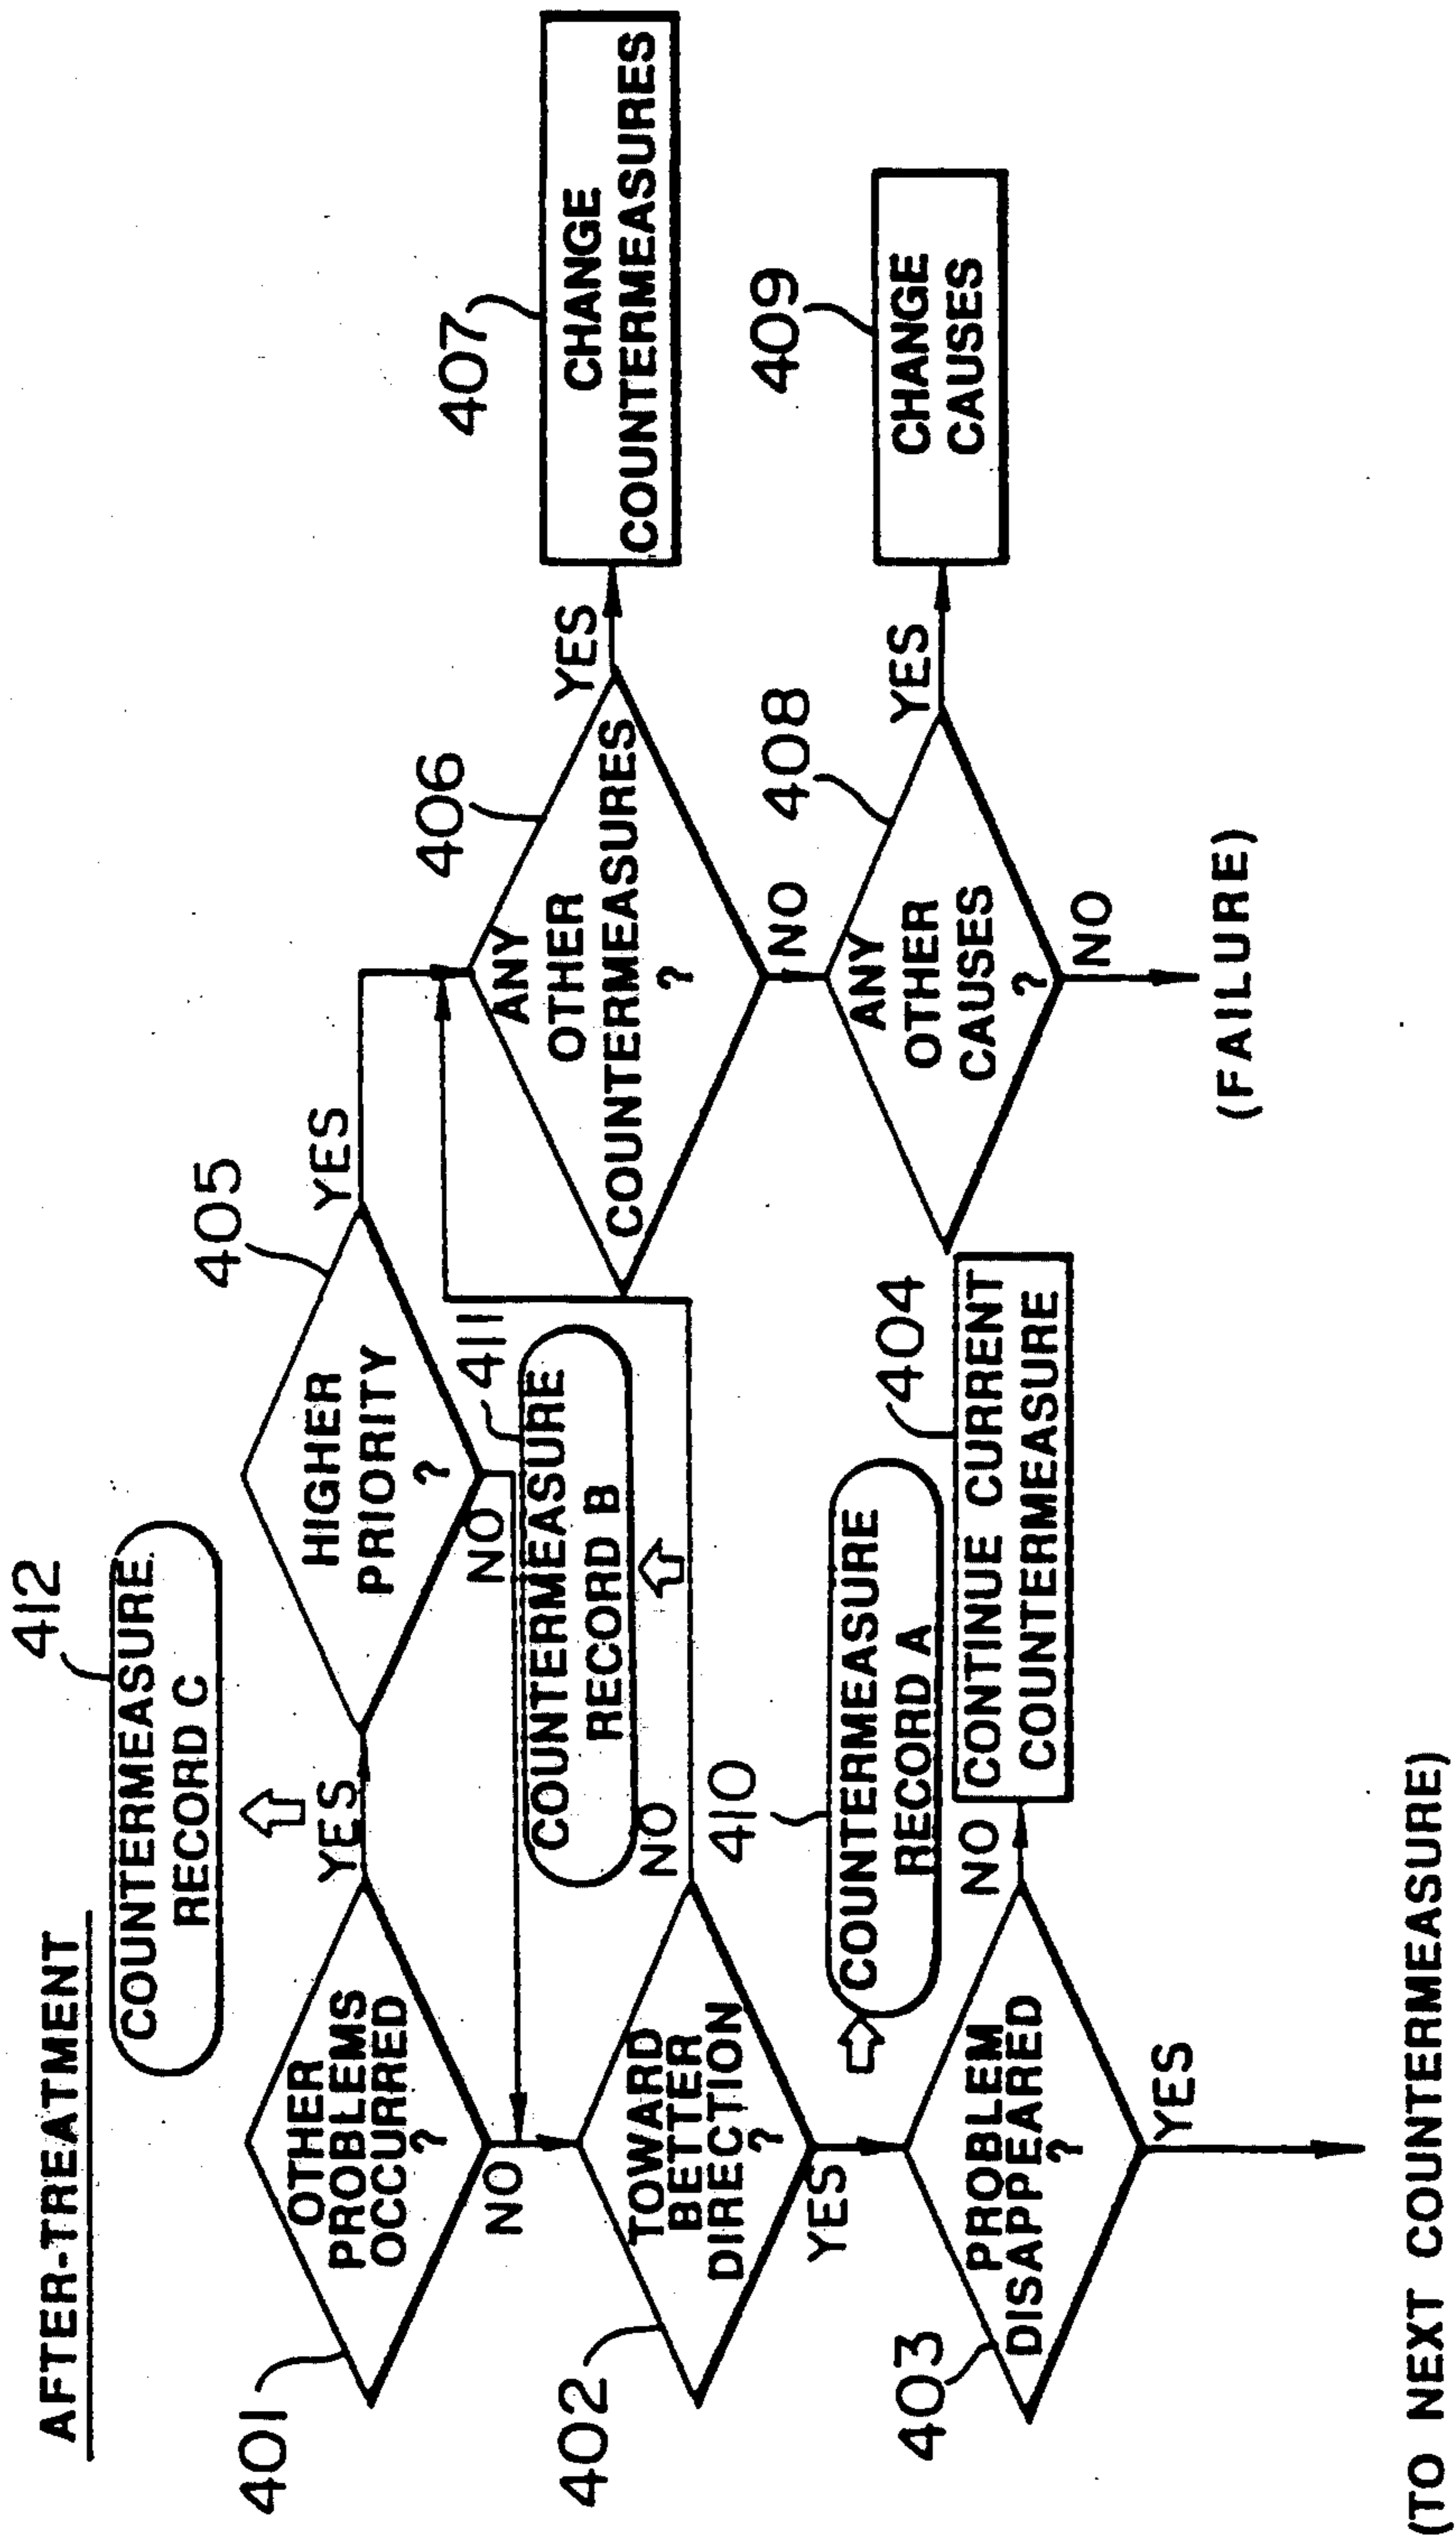 AFTER-TREATMENT
412
COUNTERMEASURE
RECORD C
401
OTHER
PROBLEMS
OCCURRED
?
YES
NO
405
HIGHER
PRIORITY
?
YES
NO
411
COUNTERMEASURE
RECORD B
402
TOWARD
BETTER
DIRECTION
?
NO
YES
406
ANY
OTHER
COUNTERMEASURES
?
YES
NO
407
CHANGE
COUNTERMEASURES
410
COUNTERMEASURE
RECORD A
403
PROBLEM
DISAPPEARED
?
NO
YES
404
CONTINUE CURRENT
COUNTERMEASURE
408
ANY
OTHER
CAUSES
?
YES
NO
409
CHANGE
CAUSES
(FAILURE)
(TO NEXT COUNTERMEASURE)